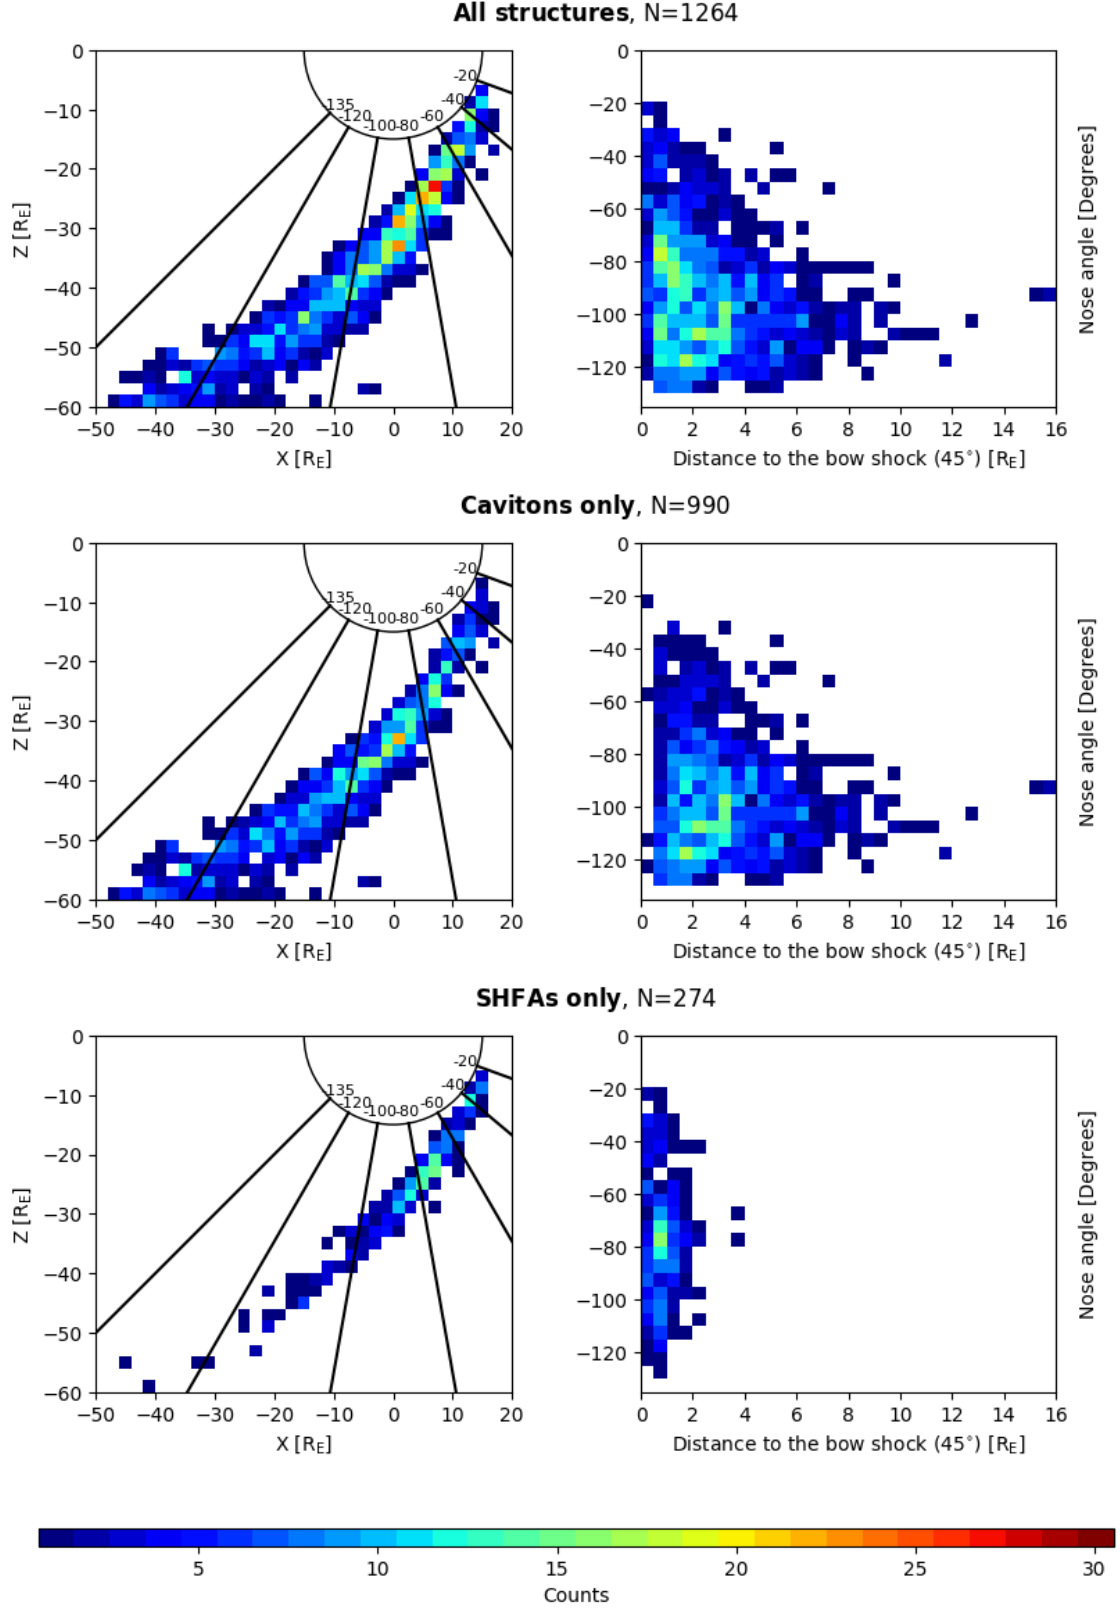 All structures, N=1264
0
−10
−20
−30
−40
−50
−60
Z [RE]
-135
-120
-100
-80
-60
-40
-20
−50 −40 −30 −20 −10 0 10 20
X [RE]
0
−20
−40
−60
−80
−100
−120
0 2 4 6 8 10 12 14 16
Distance to the bow shock (45°) [RE]
Nose angle [Degrees]
Cavitons only, N=990
0
−10
−20
−30
−40
−50
−60
Z [RE]
-135
-120
-100
-80
-60
-40
-20
−50 −40 −30 −20 −10 0 10 20
X [RE]
0
−20
−40
−60
−80
−100
−120
0 2 4 6 8 10 12 14 16
Distance to the bow shock (45°) [RE]
Nose angle [Degrees]
SHFAs only, N=274
0
−10
−20
−30
−40
−50
−60
Z [RE]
-135
-120
-100
-80
-60
-40
-20
−50 −40 −30 −20 −10 0 10 20
X [RE]
0
−20
−40
−60
−80
−100
−120
0 2 4 6 8 10 12 14 16
Distance to the bow shock (45°) [RE]
Nose angle [Degrees]
5 10 15 20 25 30
Counts